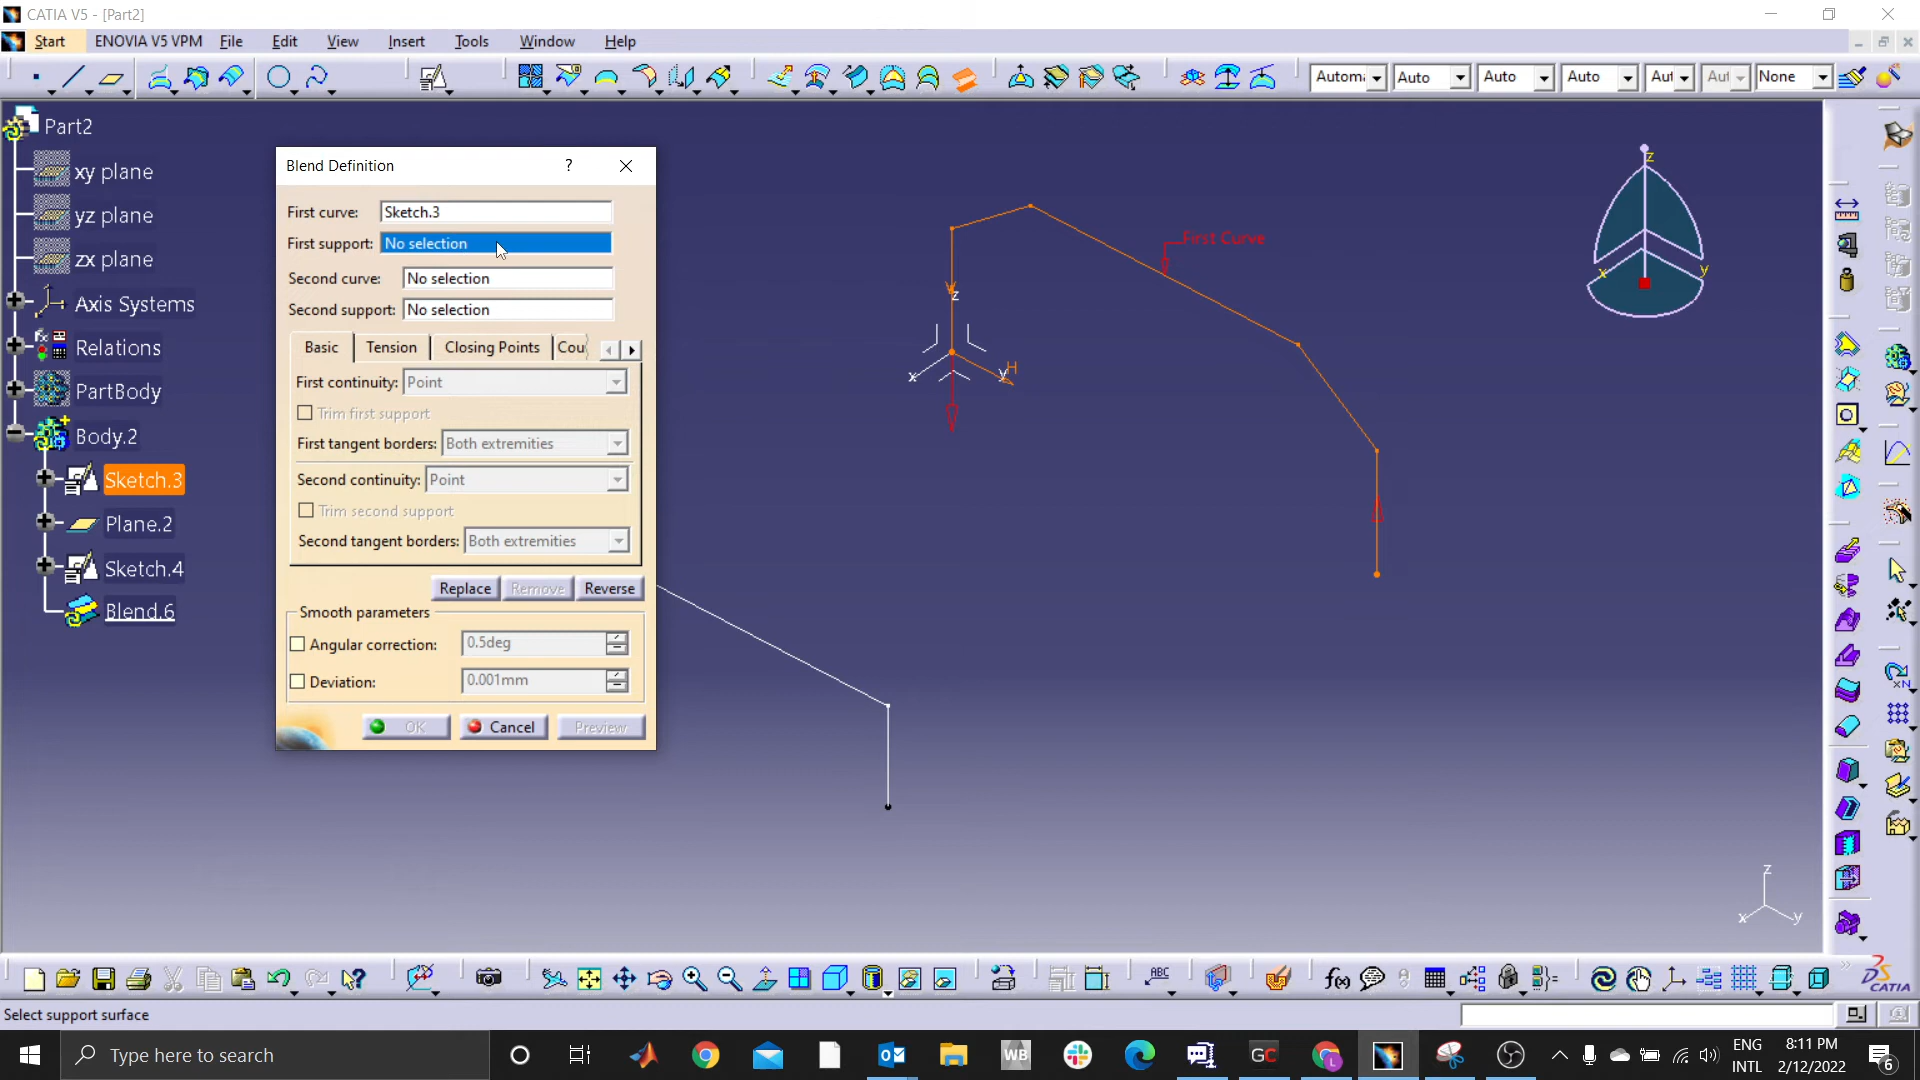 CATIA V5 - [Part2]
Start ENOVIA V5 VPM File Edit View Insert Tools Window Help
Auto Auto Auto Aut Aut None
Part2
xy plane
yz plane
zx plane
Axis Systems
Relations
PartBody
Body.2
Sketch.3
Plane.2
Sketch.4
Blend.6
Blend Definition ?
First curve: Sketch.3
First support: No selection
Second curve: No selection
Second support: No selection
Basic Tension Closing Points Cou
First continuity: Point
Trim first support
First tangent borders: Both extremities
Second continuity: Point
Trim second support
Second tangent borders: Both extremities
Replace Remove Reverse
Smooth parameters
Angular correction: 0.5deg
Deviation: 0.001mm
OK Cancel Preview
First Curve
z
H
x
y
z
x
y
z
x
y
ABC
f(x)
CATIA
Select support surface
Type here to search
WB
GC
L
ENG
INTL
8:11 PM
2/12/2022
6